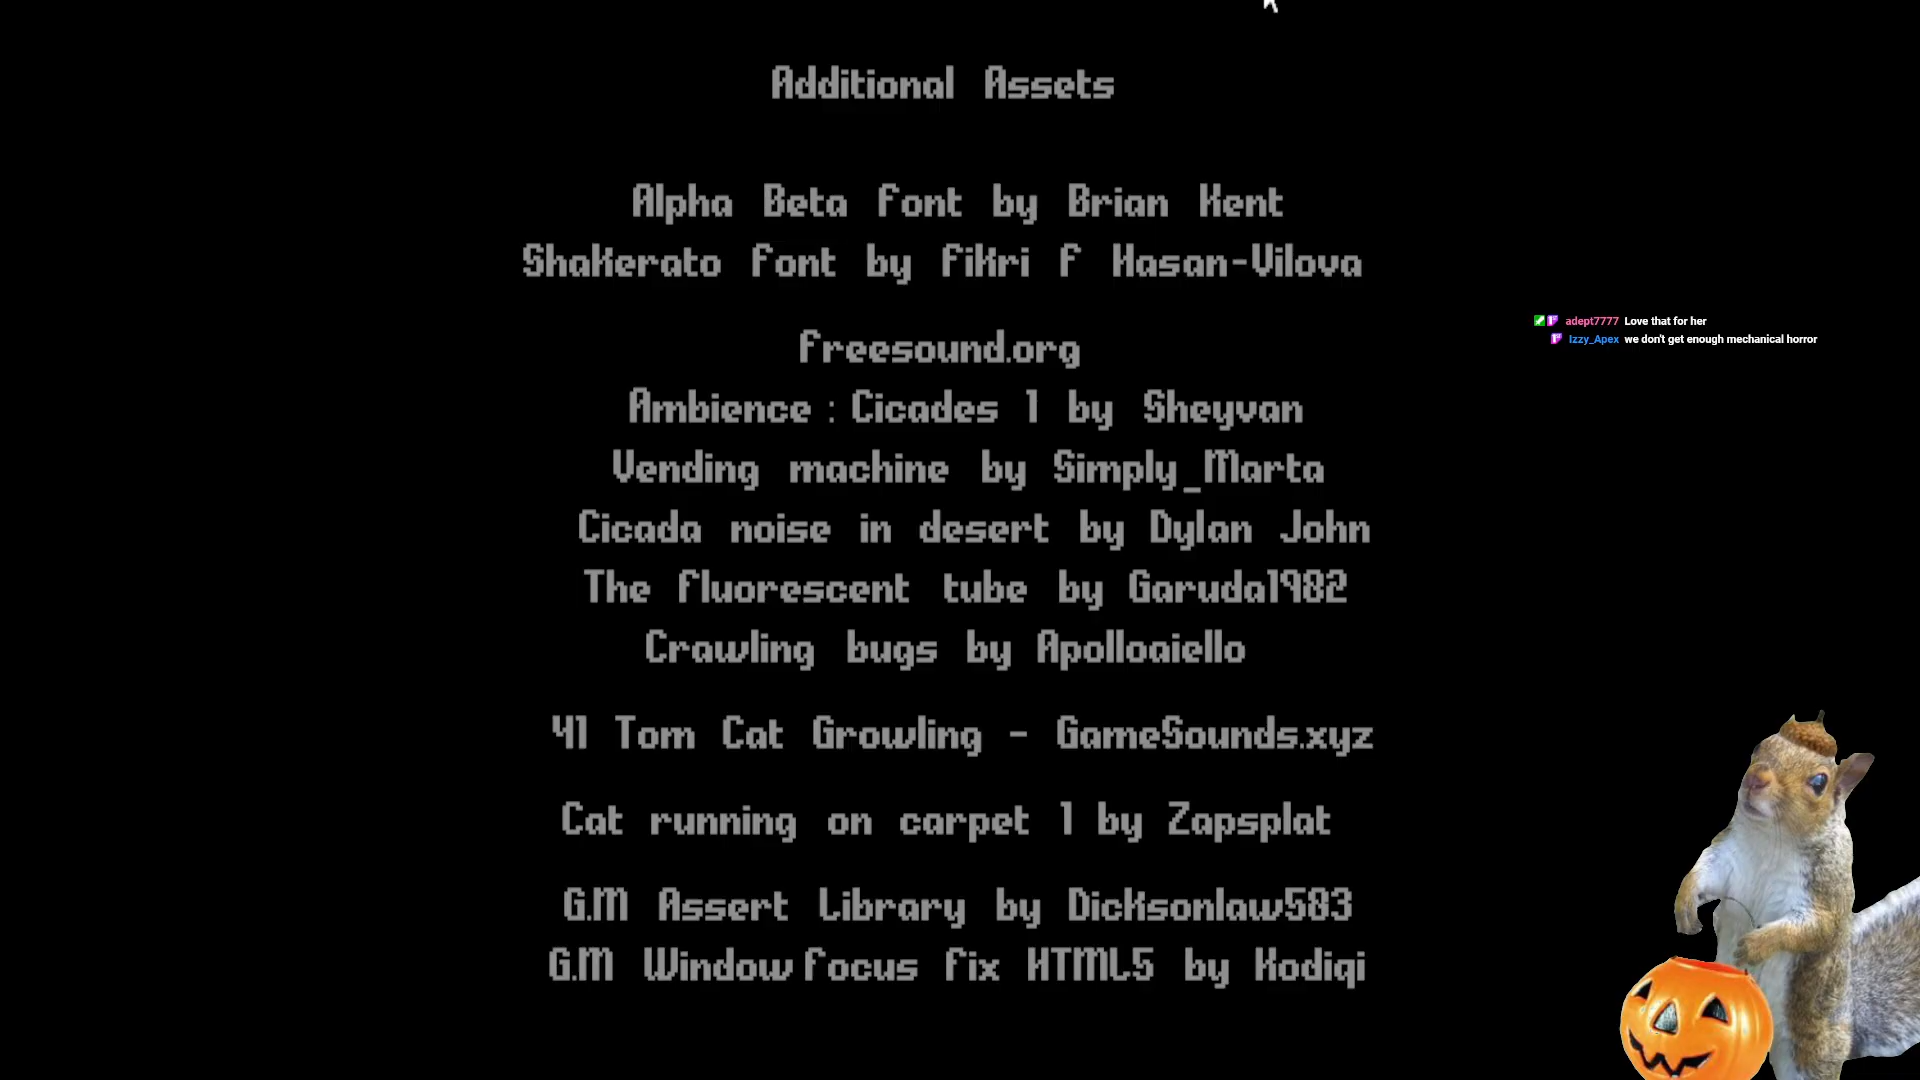 Additional Assets
Alpha Beta font by Brian Kent
Shakerato font by fikri f Hasan-Vilova
freesound.org
Ambience : Cicades 1 by Sheyvan
Vending machine by Simply_Marta
Cicada noise in desert by Dylan John
The fluorescent tube by Garuda1982
Crawling bugs by Apolloaiello
41 Tom Cat Growling - GameSounds.xyz
Cat running on carpet 1 by Zapsplat
G.M Assert Library by Dicksonlaw583
G.M Window focus fix HTML5 by Kodiqi
adept7777 Love that for her
Izzy_Apex we don't get enough mechanical horror